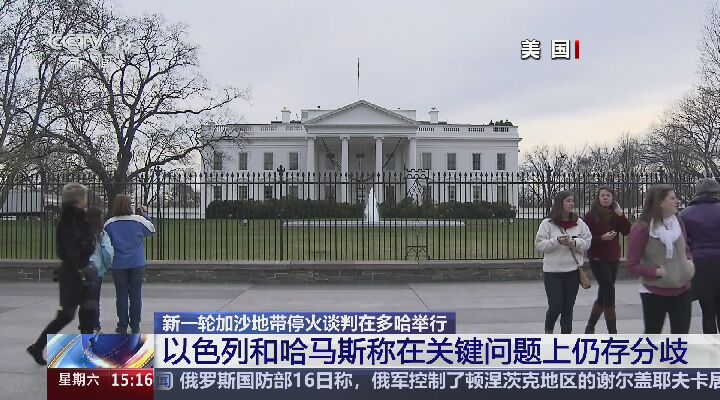 CCTV 13
美国
新一轮加沙地带停火谈判在多哈举行
以色列和哈马斯称在关键问题上仍存分歧
星期六 15:16 闻 俄罗斯国防部16日称，俄军控制了顿涅茨克地区的谢尔盖耶夫卡居